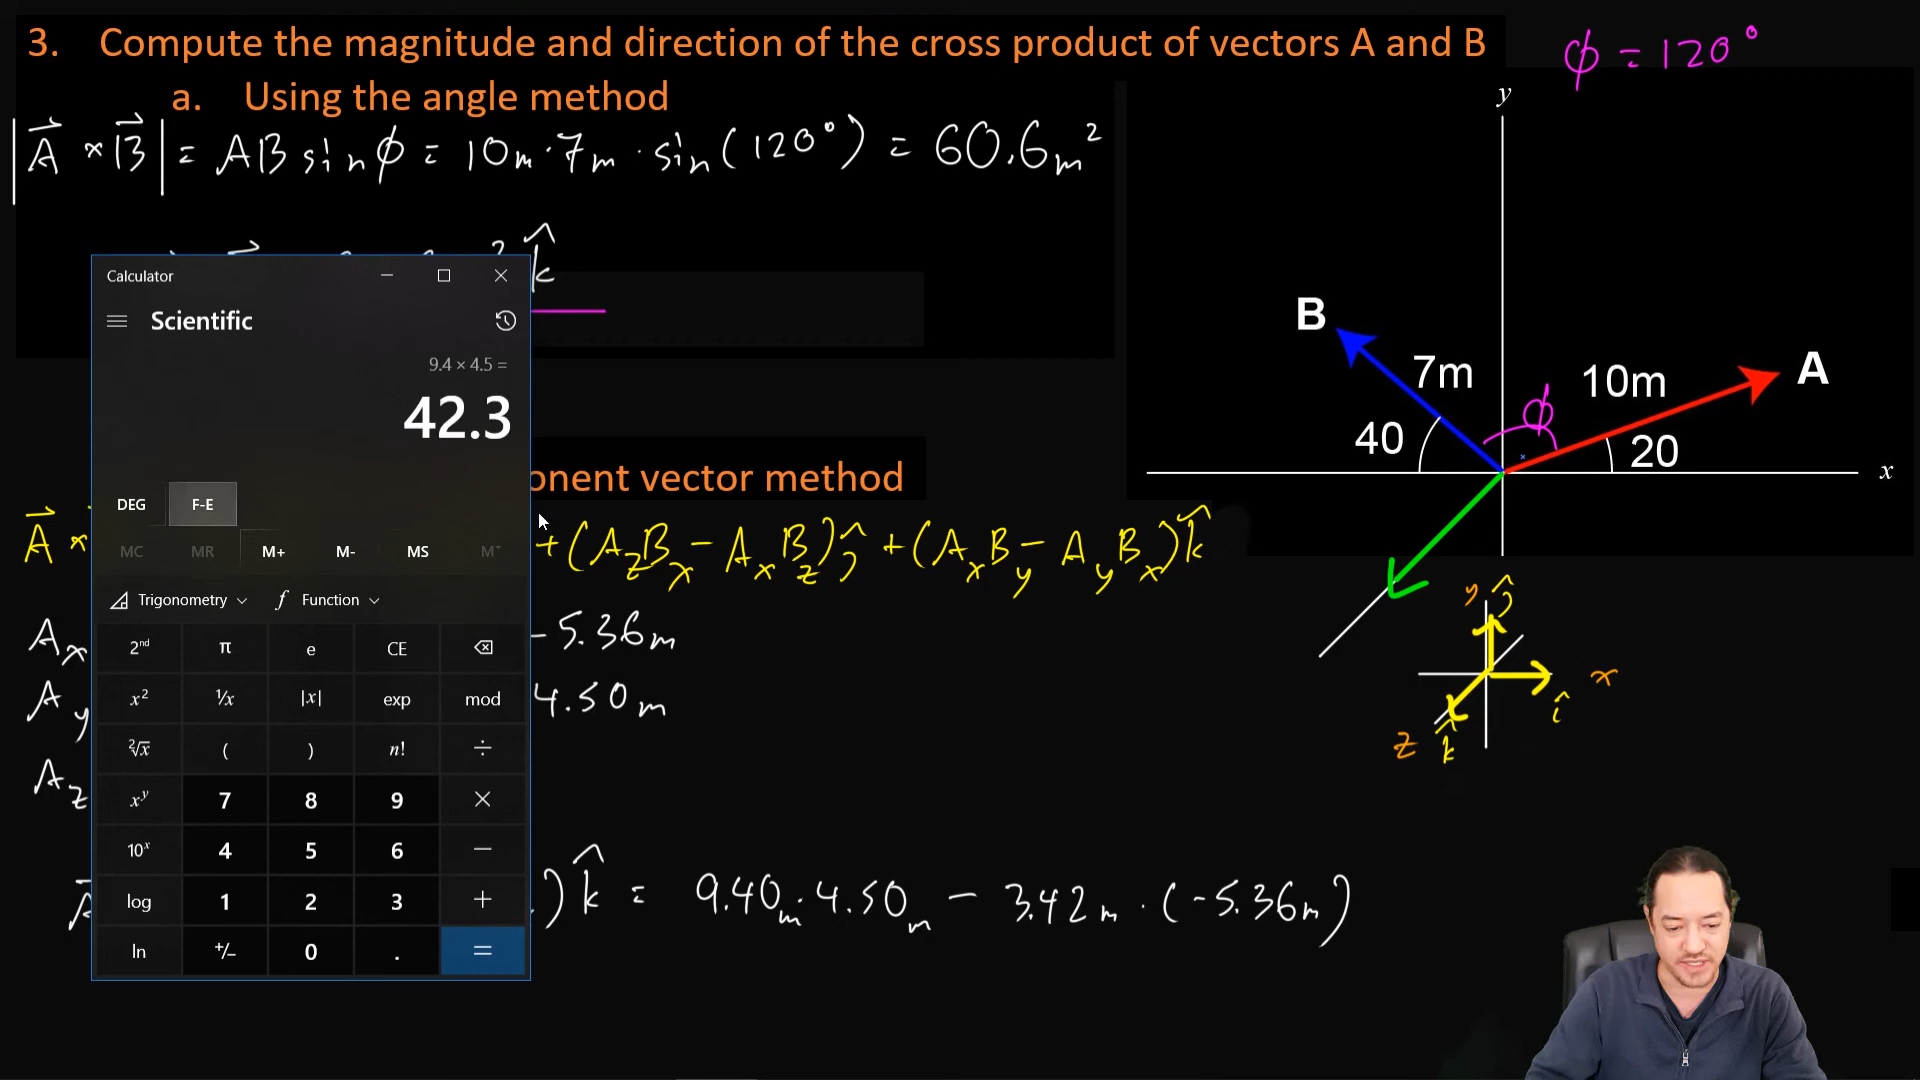 3. Compute the magnitude and direction of the cross product of vectors A and B
ϕ = 120°
a. Using the angle method
|A⃗ × B⃗| = AB sin ϕ = 10m · 7m · sin(120°) = 60.6m²
k̂
Calculator
Scientific
9.4 × 4.5 =
42.3
DEG F-E
MC MR M+ M- MS M˅
Trigonometry f Function
2ⁿᵈ π e CE
x² ⅟x |x| exp mod
²√x ( ) n! ÷
xʸ 7 8 9 ×
10ˣ 4 5 6 −
log 1 2 3 +
ln +/− 0 . =
onent vector method
A⃗ × +(A_zB_x − A_xB_z)ĵ +(A_xB_y − A_yB_x)k̂
A_x −5.36m
A_y 4.50m
A_z
A⃗ .)k̂ = 9.40m·4.50m − 3.42m·(−5.36m)
y
B
7m
ϕ
10m
A
40
20
x
y ĵ
x
î
z k̂